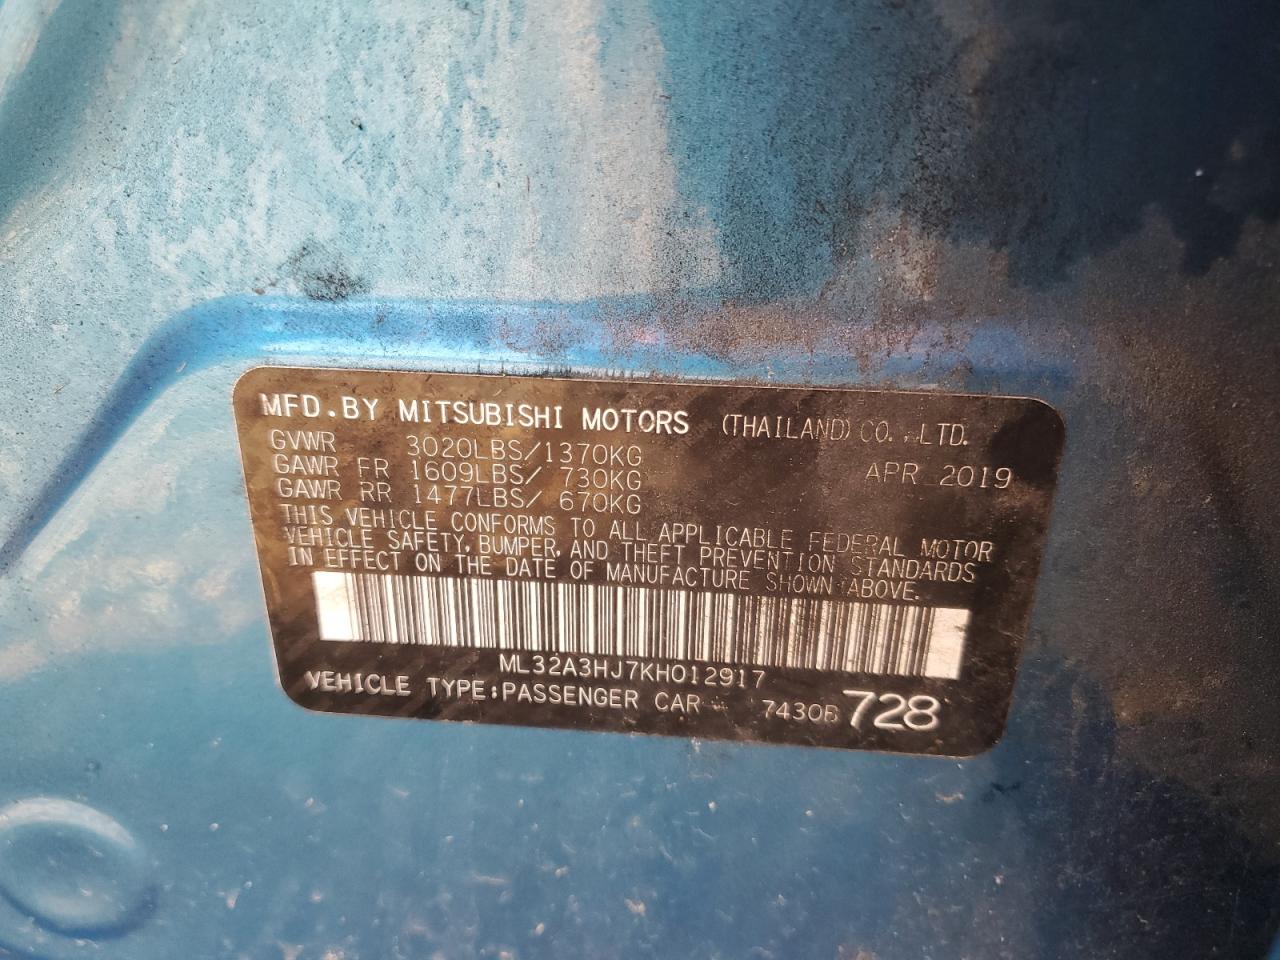 MFD.BY MITSUBISHI MOTORS (THAILAND) CO.,LTD.
GVWR 3020LBS/1370KG
GAWR FR 1609LBS/ 730KG APR 2019
GAWR RR 1477LBS/ 670KG
THIS VEHICLE CONFORMS TO ALL APPLICABLE FEDERAL MOTOR
VEHICLE SAFETY, BUMPER, AND THEFT PREVENTION STANDARDS
IN EFFECT ON THE DATE OF MANUFACTURE SHOWN ABOVE.
ML32A3HJ7KH012917
VEHICLE TYPE:PASSENGER CAR 728